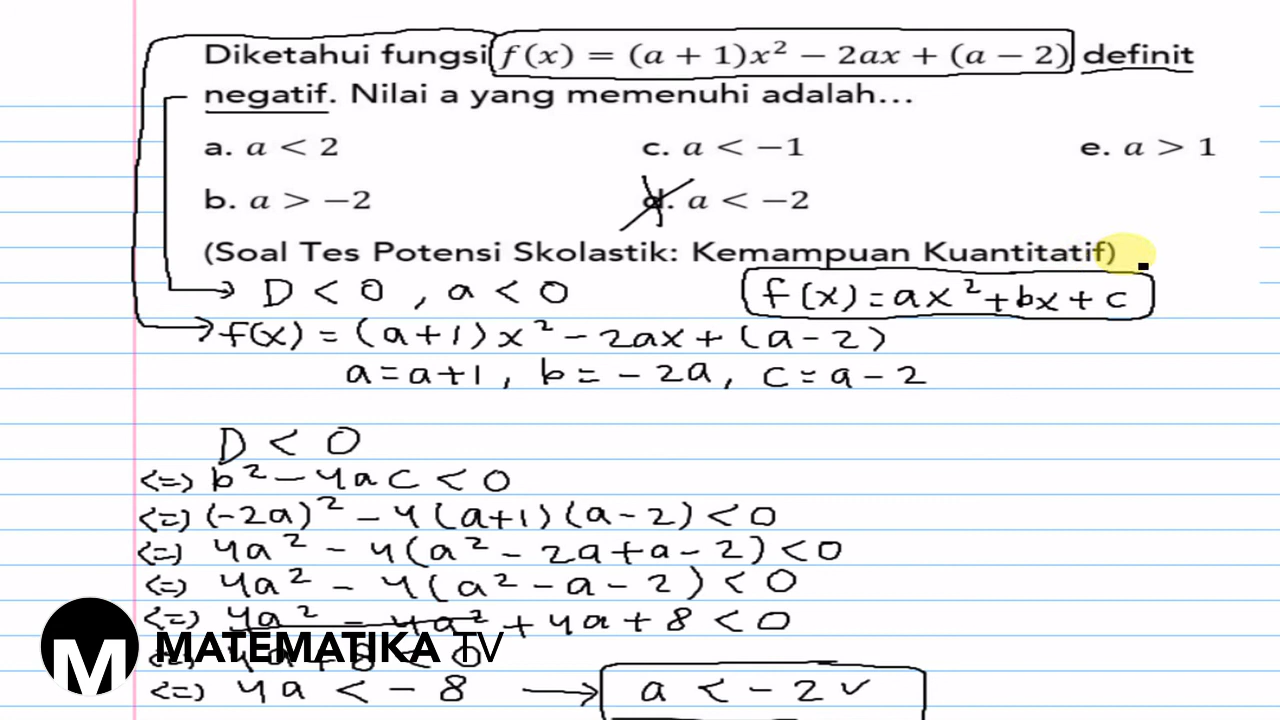 Diketahui fungsi f(x) = (a + 1)x² − 2ax + (a − 2) definit
negatif. Nilai a yang memenuhi adalah...
a. a < 2 c. a < −1 e. a > 1
b. a > −2 d. a < −2
(Soal Tes Potensi Skolastik: Kemampuan Kuantitatif)
D < 0 , a < 0 f(x) = ax² + bx + c
f(x) = (a+1)x² − 2ax + (a − 2)
a = a+1 , b = − 2a, c = a − 2
D < 0
<=> b² − 4ac < 0
<=> (-2a)² − 4(a+1)(a−2) < 0
<=> 4a² − 4(a² − 2a + a − 2) < 0
<=> 4a² − 4(a² − a − 2) < 0
<=> 4a² − 4a² + 4a + 8 < 0
<=> 4a + 8 < 0
MATEMATIKA TV
<=> 4a < − 8 → a < − 2 ✓
M